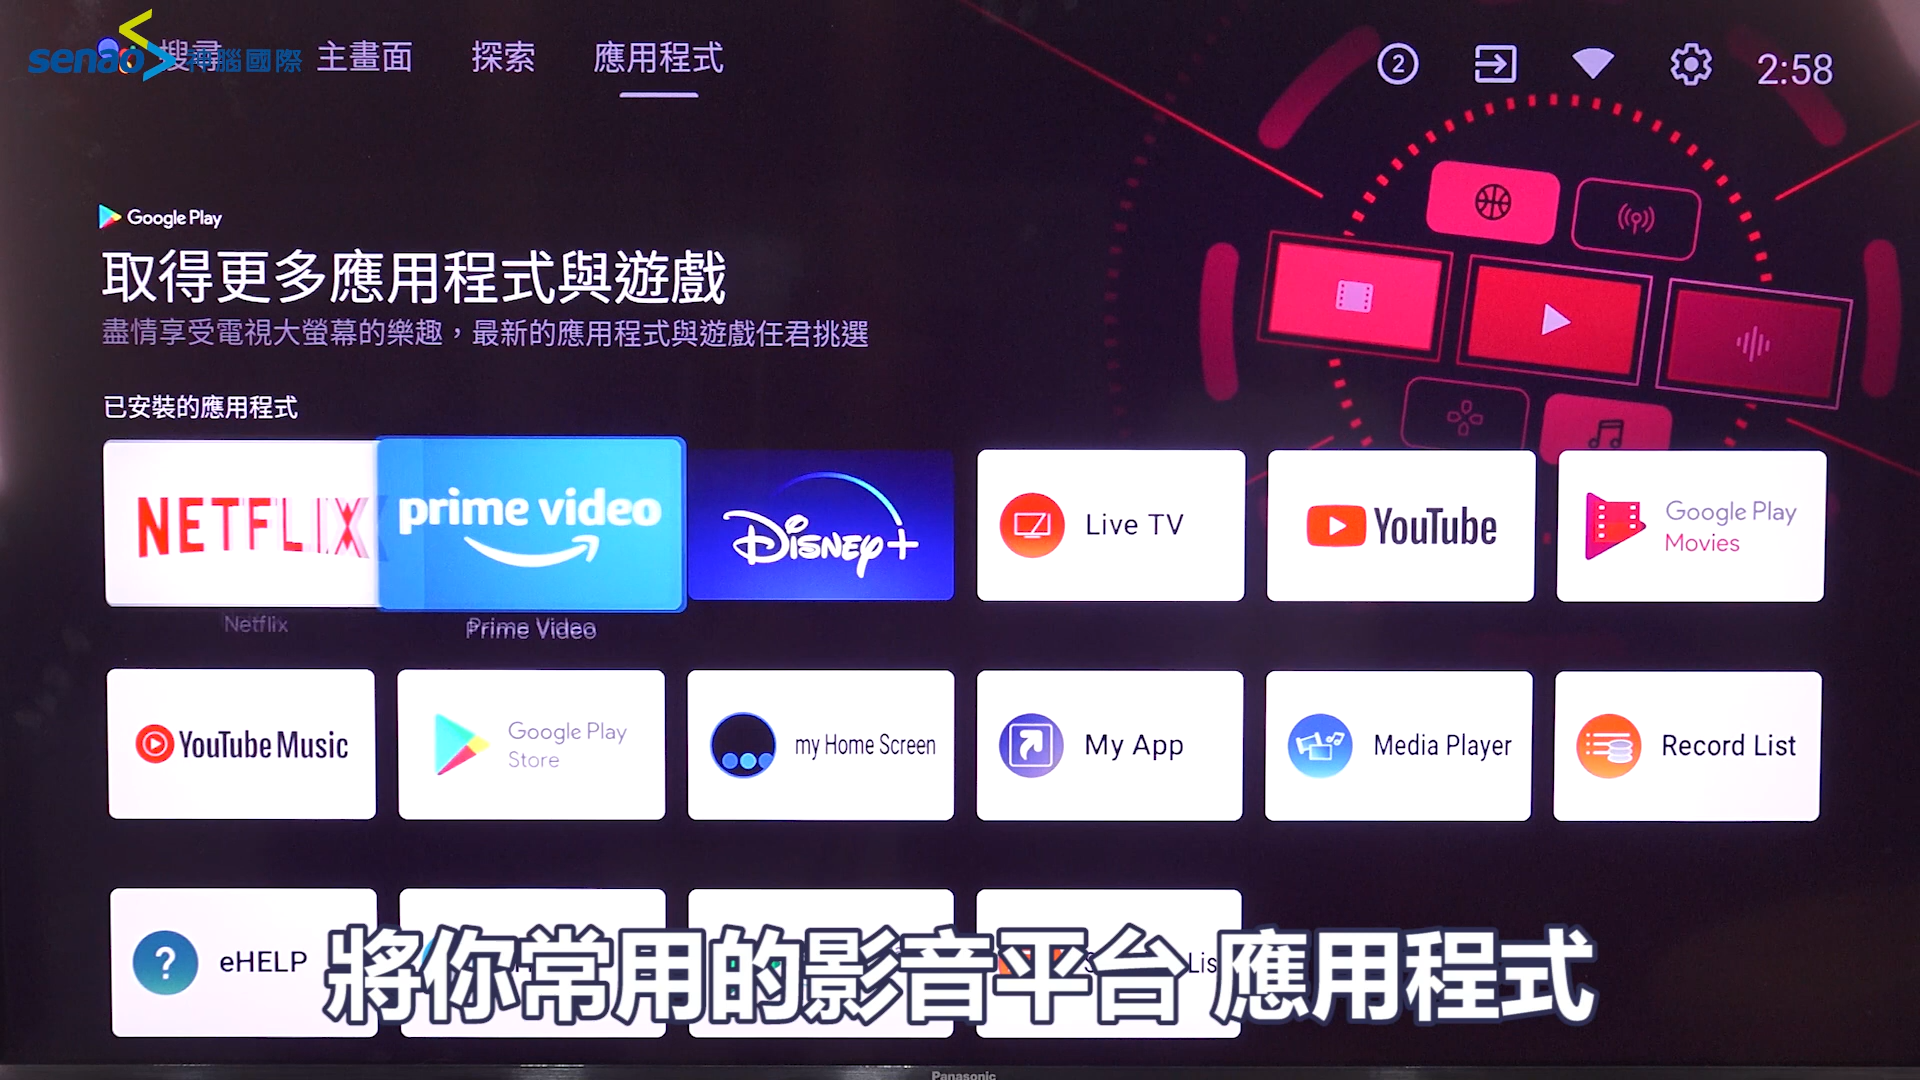 senao 神腦國際
搜尋 主畫面 探索 應用程式
2 2:58
Google Play
取得更多應用程式與遊戲
盡情享受電視大螢幕的樂趣，最新的應用程式與遊戲任君挑選
已安裝的應用程式
NETFLIX
prime video
Disney+
Live TV
YouTube
Google Play
Movies
Netflix
Prime Video
YouTube Music
Google Play
Store
my Home Screen
My App
Media Player
Record List
? eHELP
將你常用的影音平台 應用程式
Panasonic